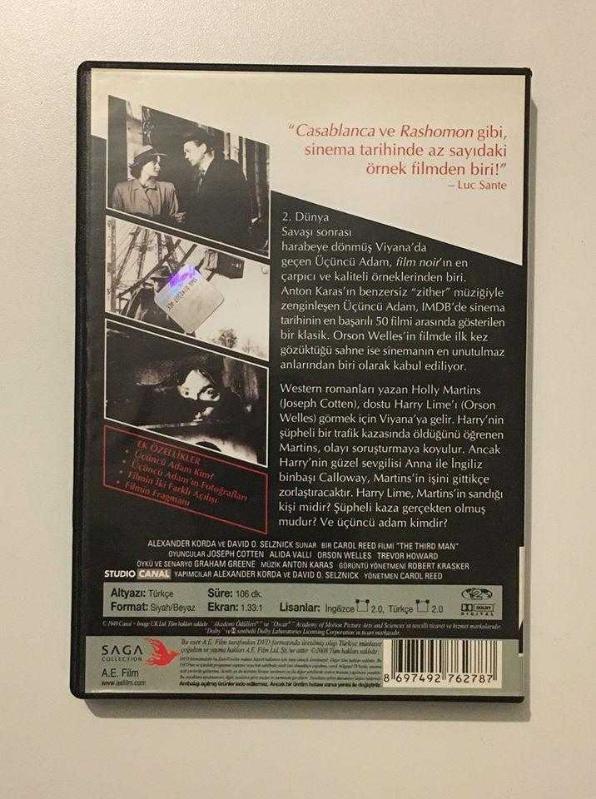 “Casablanca ve Rashomon gibi,
sinema tarihinde az sayıdaki
örnek filmden biri!”
– Luc Sante
2. Dünya
Savaşı sonrası
harabeye dönmüş Viyana’da
geçen Üçüncü Adam, film noir’ın en
çarpıcı ve kaliteli örneklerinden biri.
Anton Karas’ın benzersiz “zither” müziğiyle
zenginleşen Üçüncü Adam, IMDB’de sinema
tarihinin en başarılı 50 filmi arasında gösterilen
bir klasik. Orson Welles’in filmde ilk kez
gözüktüğü sahne ise sinemanın en unutulmaz
anlarından biri olarak kabul ediliyor.
Western romanları yazan Holly Martins
(Joseph Cotten), dostu Harry Lime’ı (Orson
Welles) görmek için Viyana’ya gelir. Harry’nin
şüpheli bir trafik kazasında öldüğünü öğrenen
Martins, olayı soruşturmaya koyulur. Ancak
Harry’nin güzel sevgilisi Anna ile İngiliz
binbaşı Calloway, Martins’in işini gittikçe
zorlaştıracaktır. Harry Lime, Martins’in sandığı
kişi midir? Şüpheli kaza gerçekten olmuş
mudur? Ve üçüncü adam kimdir?
EK ÖZELLİKLER
• Üçüncü Adam Kim?
• Üçüncü Adam’ın Fotoğrafları
• Filmin İki Farklı Açılışı
• Filmin Fragmanı
ALEXANDER KORDA VE DAVID O. SELZNICK SUNAR BİR CAROL REED FİLMİ "THE THIRD MAN"
OYUNCULAR JOSEPH COTTEN ALIDA VALLI ORSON WELLES TREVOR HOWARD
ÖYKÜ VE SENARYO GRAHAM GREENE MÜZİK ANTON KARAS GÖRÜNTÜ YÖNETMENİ ROBERT KRASKER
STUDIO CANAL YAPIMCILAR ALEXANDER KORDA VE DAVID O. SELZNICK YÖNETMEN CAROL REED
Altyazı: Türkçe Süre: 106 dk.
Format: Siyah/Beyaz Ekran: 1.33:1 Lisanlar: İngilizce 2.0, Türkçe 2.0
2
DOLBY
SAGA
COLLECTION
A.E. Film
www.aefilm.com
8 697492 762787